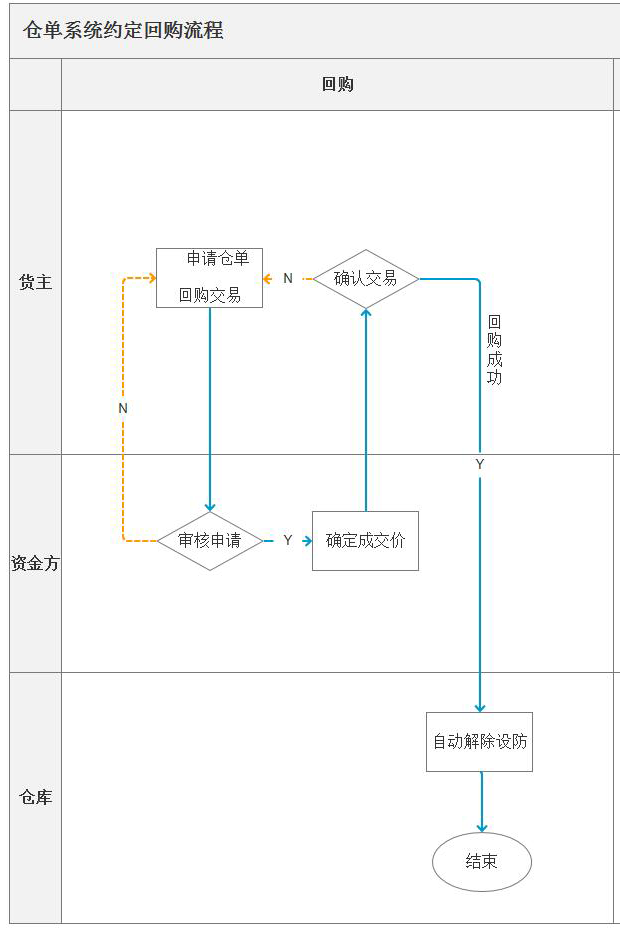 仓单系统约定回购流程
回购
货主
申请仓单
回购交易
N
确认交易
回
购
成
功
N
Y
资金方
审核申请
Y
确定成交价
仓库
自动解除设防
结束